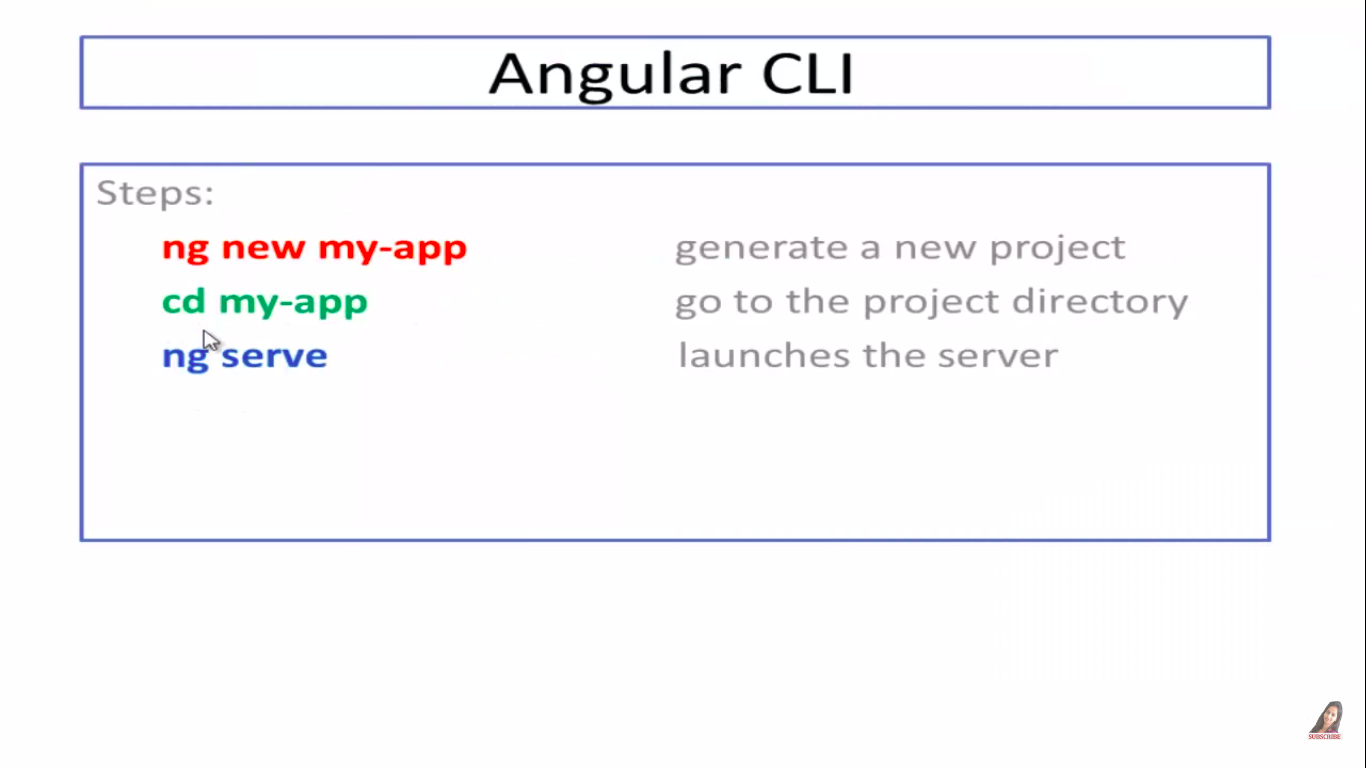 Angular CLI
Steps:
ng new my-app generate a new project
cd my-app go to the project directory
ng serve launches the server
SUBSCRIBE